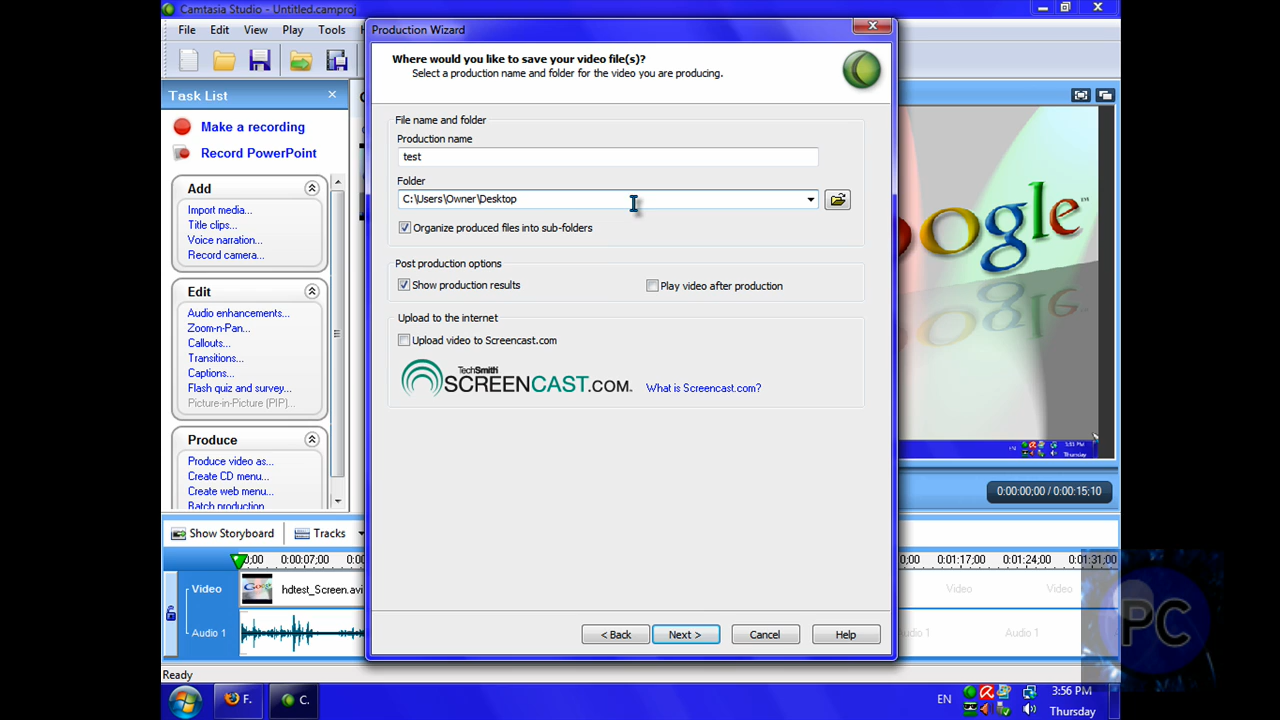 Camtasia Studio - Untitled.camproj
File Edit View Play Tools
Production Wizard
Where would you like to save your video file(s)?
Select a production name and folder for the video you are producing.
Task List
Make a recording
Record PowerPoint
Add
Import media...
Title clips...
Voice narration...
Record camera...
Edit
Audio enhancements...
Zoom-n-Pan...
Callouts...
Transitions...
Captions...
Flash quiz and survey...
Picture-in-Picture (PIP)...
Produce
Produce video as...
Create CD menu...
Create web menu...
Batch production
File name and folder
Production name
test
Folder
C:\Users\Owner\Desktop
Organize produced files into sub-folders
Post production options
Show production results
Play video after production
Upload to the internet
Upload video to Screencast.com
TechSmith
SCREENCAST.COM.
What is Screencast.com?
< Back
Next >
Cancel
Help
oogle™
3:51 PM
Thursday
0:00:00;00 / 0:00:15;10
Show Storyboard
Tracks
0:00:07;00
0:01:17;00 0:01:24;00 0:01:31;00
Video
hdtest_Screen.avi
Video Video
Audio 1
Audio 1
PC
Ready
F.
C.
EN
3:56 PM
Thursday